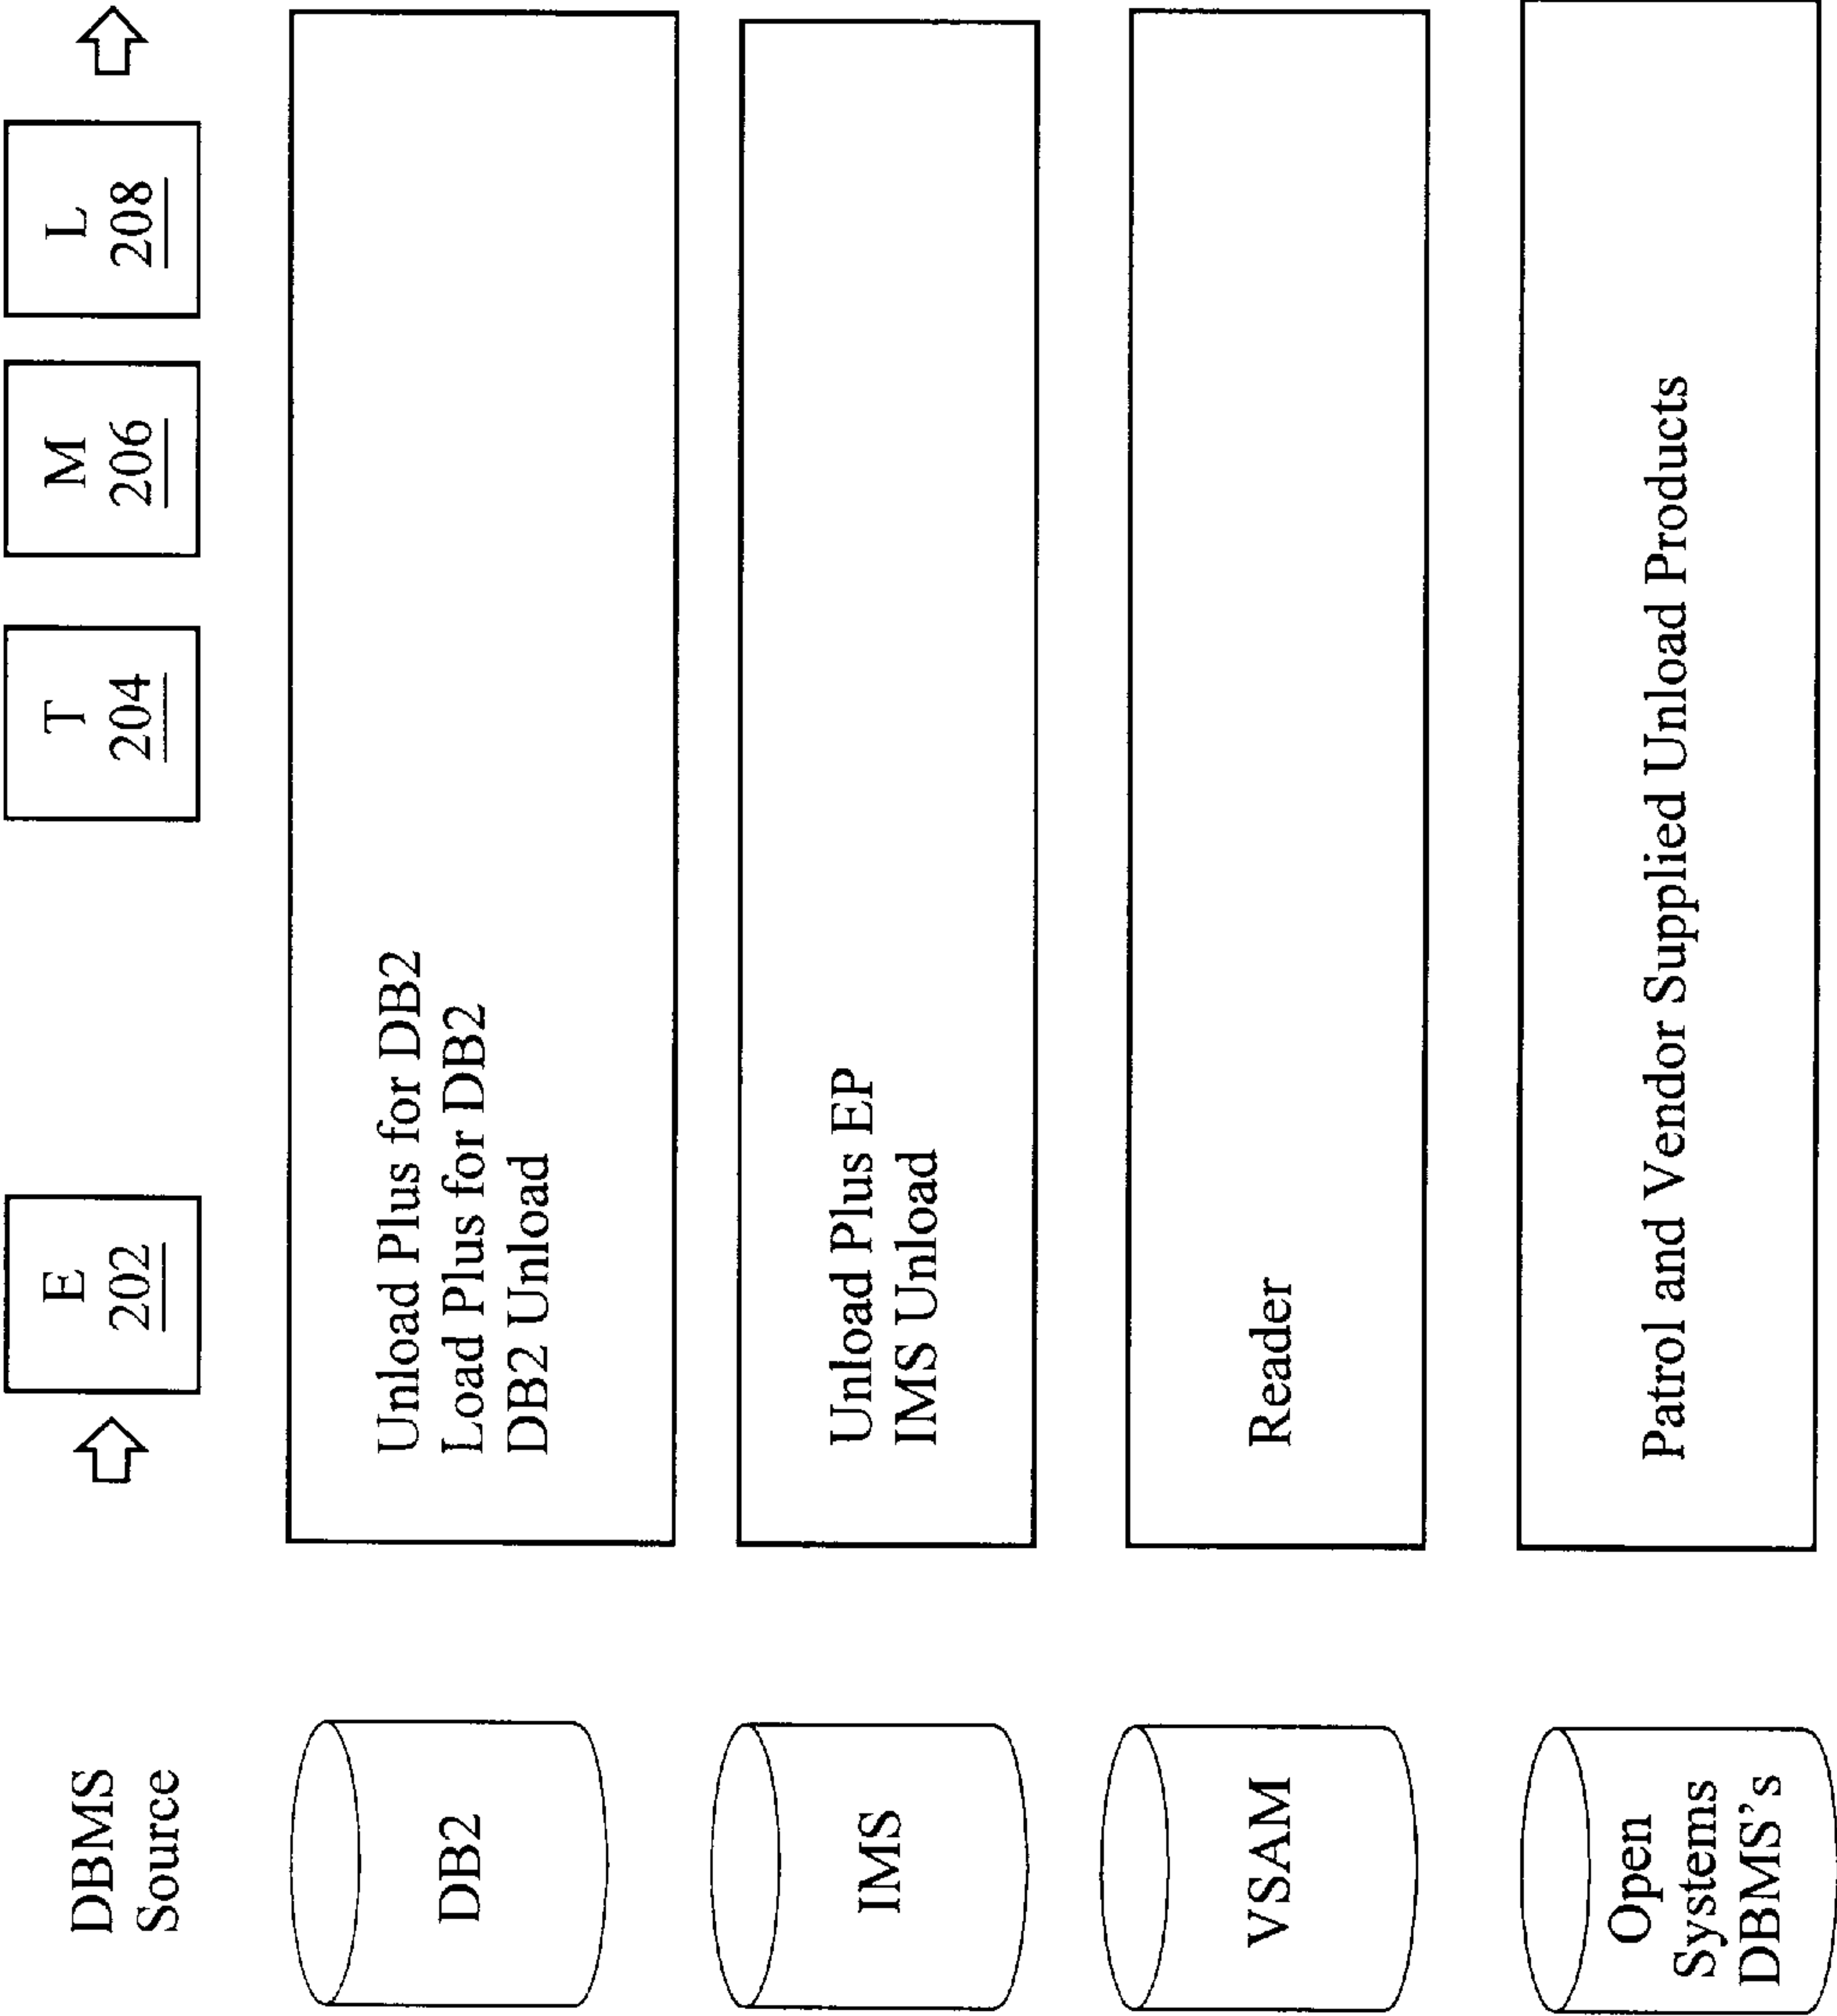 DBMS
Source
E
202
T
204
M
206
L
208
DB2
Unload Plus for DB2
Load Plus for DB2
DB2 Unload
IMS
Unload Plus EP
IMS Unload
VSAM
Reader
Open
Systems
DBMS's
Patrol and Vendor Supplied Unload Products